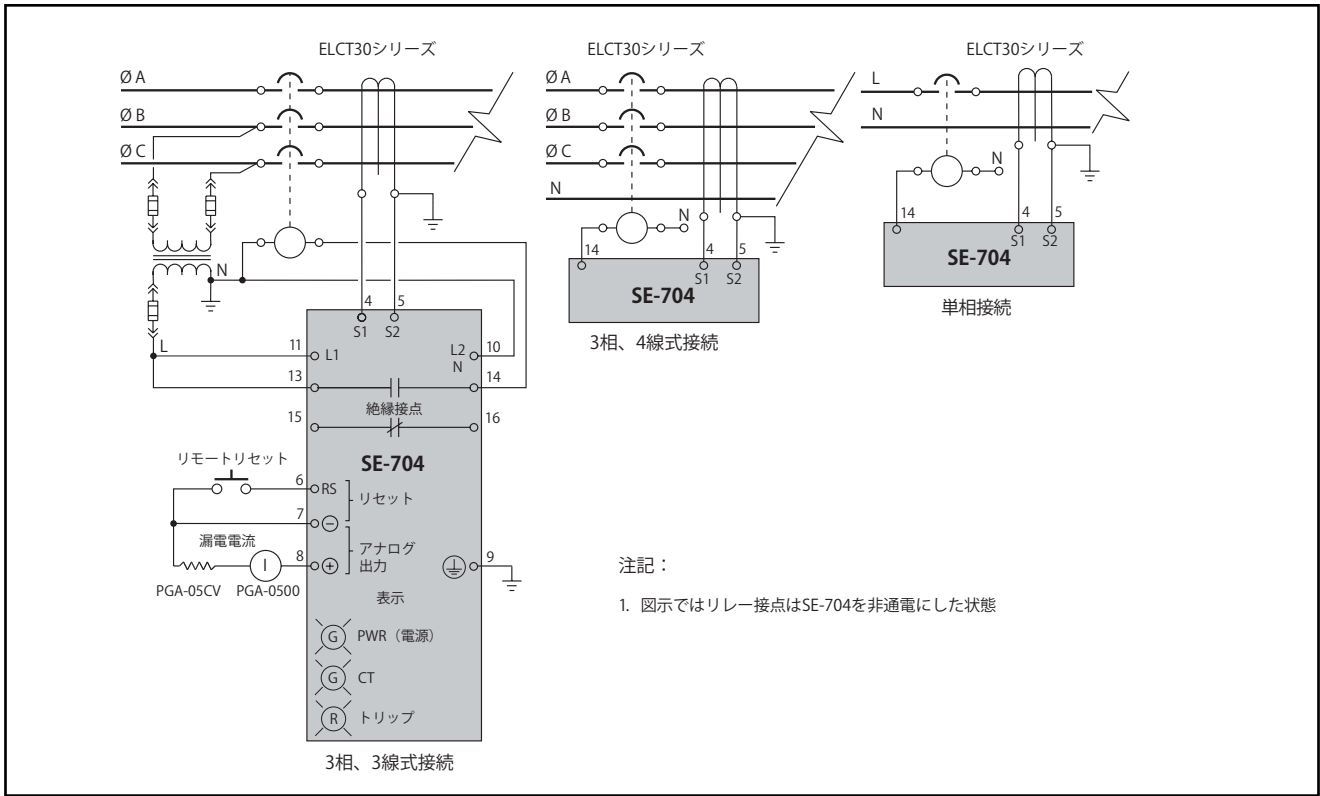 ELCT30シリーズ
Ø A
Ø B
Ø C
N
4 5
S1 S2
L
11 L1
L2 10
N
13
14
絶縁接点
15
16
SE-704
リモートリセット
6 RS
リセット
7
漏電電流
8
アナログ
出力
9
I
PGA-05CV PGA-0500
表示
G PWR（電源）
G CT
R トリップ
3相、3線式接続
ELCT30シリーズ
Ø A
Ø B
Ø C
N
N
14
4 5
S1 S2
SE-704
3相、4線式接続
ELCT30シリーズ
L
N
N
14
4 5
S1 S2
SE-704
単相接続
注記：
1. 図示ではリレー接点はSE-704を非通電にした状態